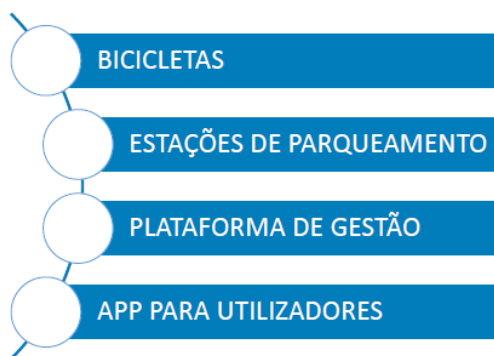 BICICLETAS
ESTAÇÕES DE PARQUEAMENTO
PLATAFORMA DE GESTÃO
APP PARA UTILIZADORES